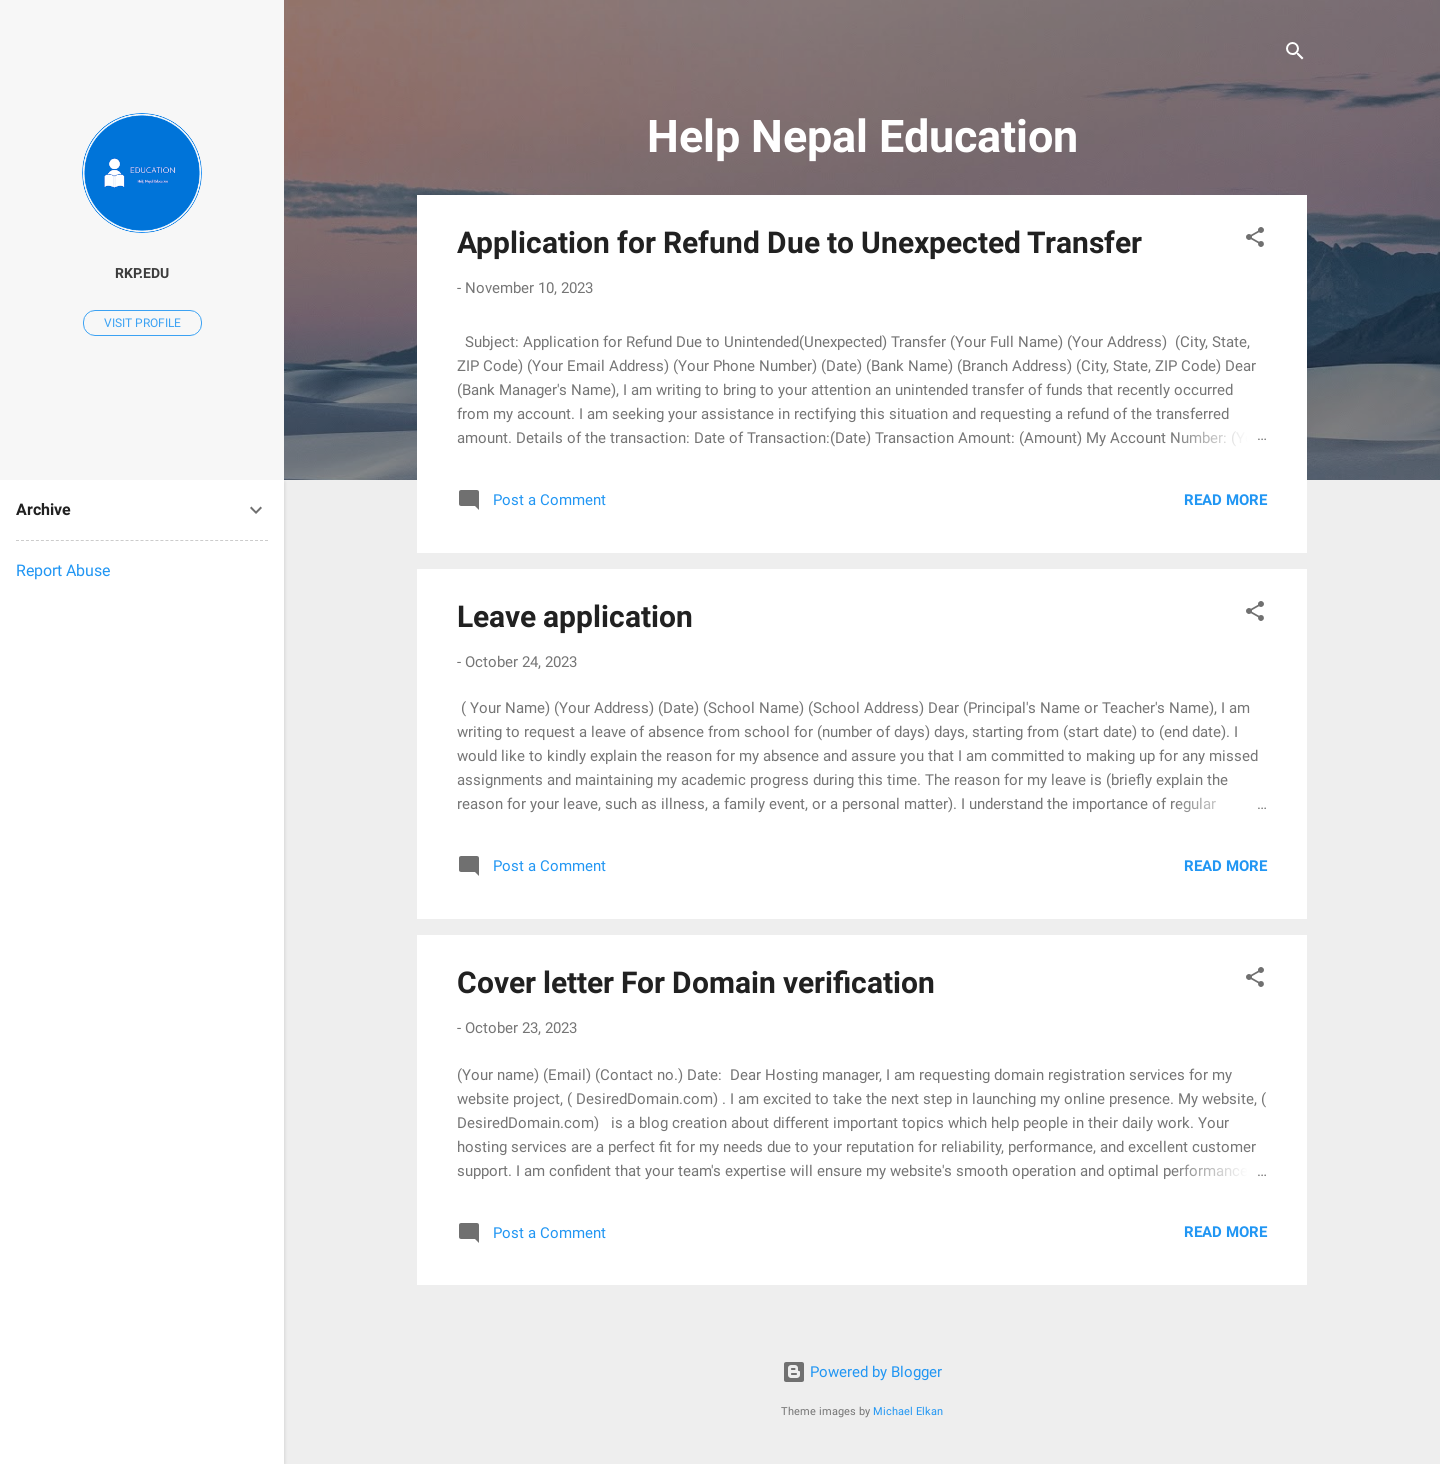 EDUCATION
Help Nepal Education
RKP.EDU
VISIT PROFILE
Archive
Report Abuse
Help Nepal Education
Application for Refund Due to Unexpected Transfer
- November 10, 2023
Subject: Application for Refund Due to Unintended(Unexpected) Transfer (Your Full Name) (Your Address)  (City, State,
ZIP Code) (Your Email Address) (Your Phone Number) (Date) (Bank Name) (Branch Address) (City, State, ZIP Code) Dear
(Bank Manager's Name), I am writing to bring to your attention an unintended transfer of funds that recently occurred
from my account. I am seeking your assistance in rectifying this situation and requesting a refund of the transferred
amount. Details of the transaction: Date of Transaction:(Date) Transaction Amount: (Amount) My Account Number: (Y ...
Post a Comment
READ MORE
Leave application
- October 24, 2023
( Your Name) (Your Address) (Date) (School Name) (School Address) Dear (Principal's Name or Teacher's Name), I am
writing to request a leave of absence from school for (number of days) days, starting from (start date) to (end date). I
would like to kindly explain the reason for my absence and assure you that I am committed to making up for any missed
assignments and maintaining my academic progress during this time. The reason for my leave is (briefly explain the
reason for your leave, such as illness, a family event, or a personal matter). I understand the importance of regular ...
Post a Comment
READ MORE
Cover letter For Domain verification
- October 23, 2023
(Your name) (Email) (Contact no.) Date:  Dear Hosting manager, I am requesting domain registration services for my
website project, ( DesiredDomain.com) . I am excited to take the next step in launching my online presence. My website, (
DesiredDomain.com)   is a blog creation about different important topics which help people in their daily work. Your
hosting services are a perfect fit for my needs due to your reputation for reliability, performance, and excellent customer
support. I am confident that your team's expertise will ensure my website's smooth operation and optimal performance ...
Post a Comment
READ MORE
Powered by Blogger
Theme images by Michael Elkan